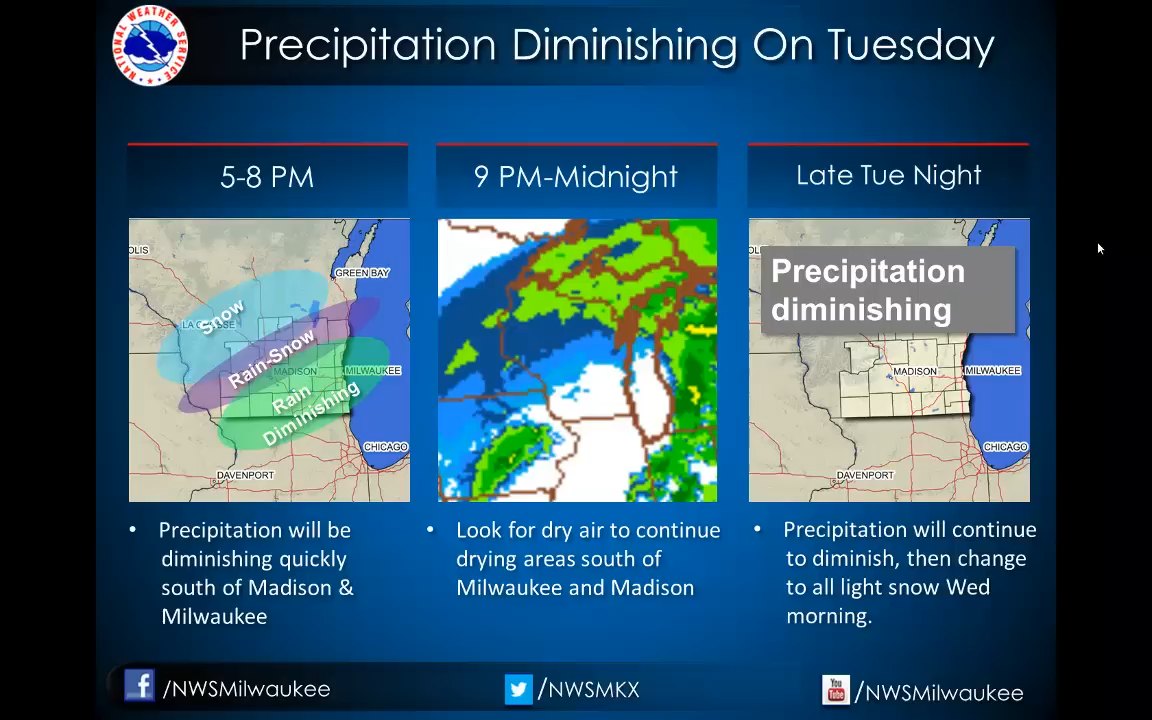 NATIONAL WEATHER SERVICE
Precipitation Diminishing On Tuesday
5-8 PM
OLIS
GREEN BAY
LA CROSSE
Snow
Rain-Snow
MADISON
MILWAUKEE
Rain
Diminishing
CHICAGO
DAVENPORT
• Precipitation will be
diminishing quickly
south of Madison &
Milwaukee
9 PM-Midnight
• Look for dry air to continue
drying areas south of
Milwaukee and Madison
Late Tue Night
Precipitation
diminishing
MADISON
MILWAUKEE
CHICAGO
DAVENPORT
• Precipitation will continue
to diminish, then change
to all light snow Wed
morning.
/NWSMilwaukee
/NWSMKX
You
Tube
/NWSMilwaukee